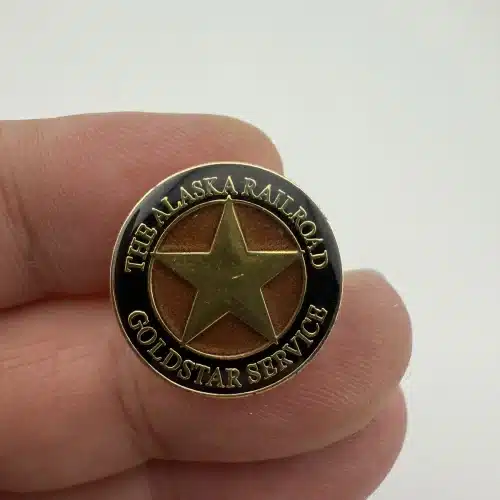 THE ALASKA RAILROAD
GOLDSTAR SERVICE